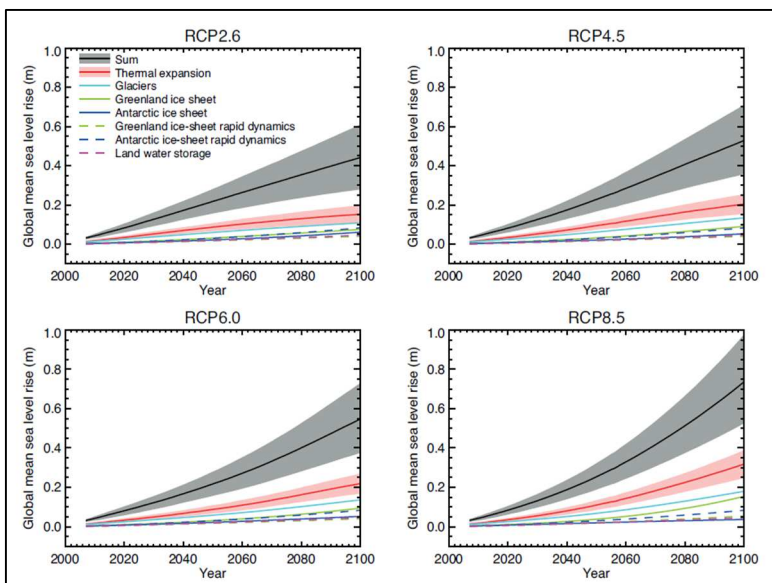 RCP2.6
1.0
0.8
0.6
0.4
0.2
0.0
Global mean sea level rise (m)
Sum
Thermal expansion
Glaciers
Greenland ice sheet
Antarctic ice sheet
Greenland ice-sheet rapid dynamics
Antarctic ice-sheet rapid dynamics
Land water storage
2000 2020 2040 2060 2080 2100
Year
RCP4.5
1.0
0.8
0.6
0.4
0.2
0.0
Global mean sea level rise (m)
2000 2020 2040 2060 2080 2100
Year
RCP6.0
1.0
0.8
0.6
0.4
0.2
0.0
Global mean sea level rise (m)
2000 2020 2040 2060 2080 2100
Year
RCP8.5
1.0
0.8
0.6
0.4
0.2
0.0
Global mean sea level rise (m)
2000 2020 2040 2060 2080 2100
Year